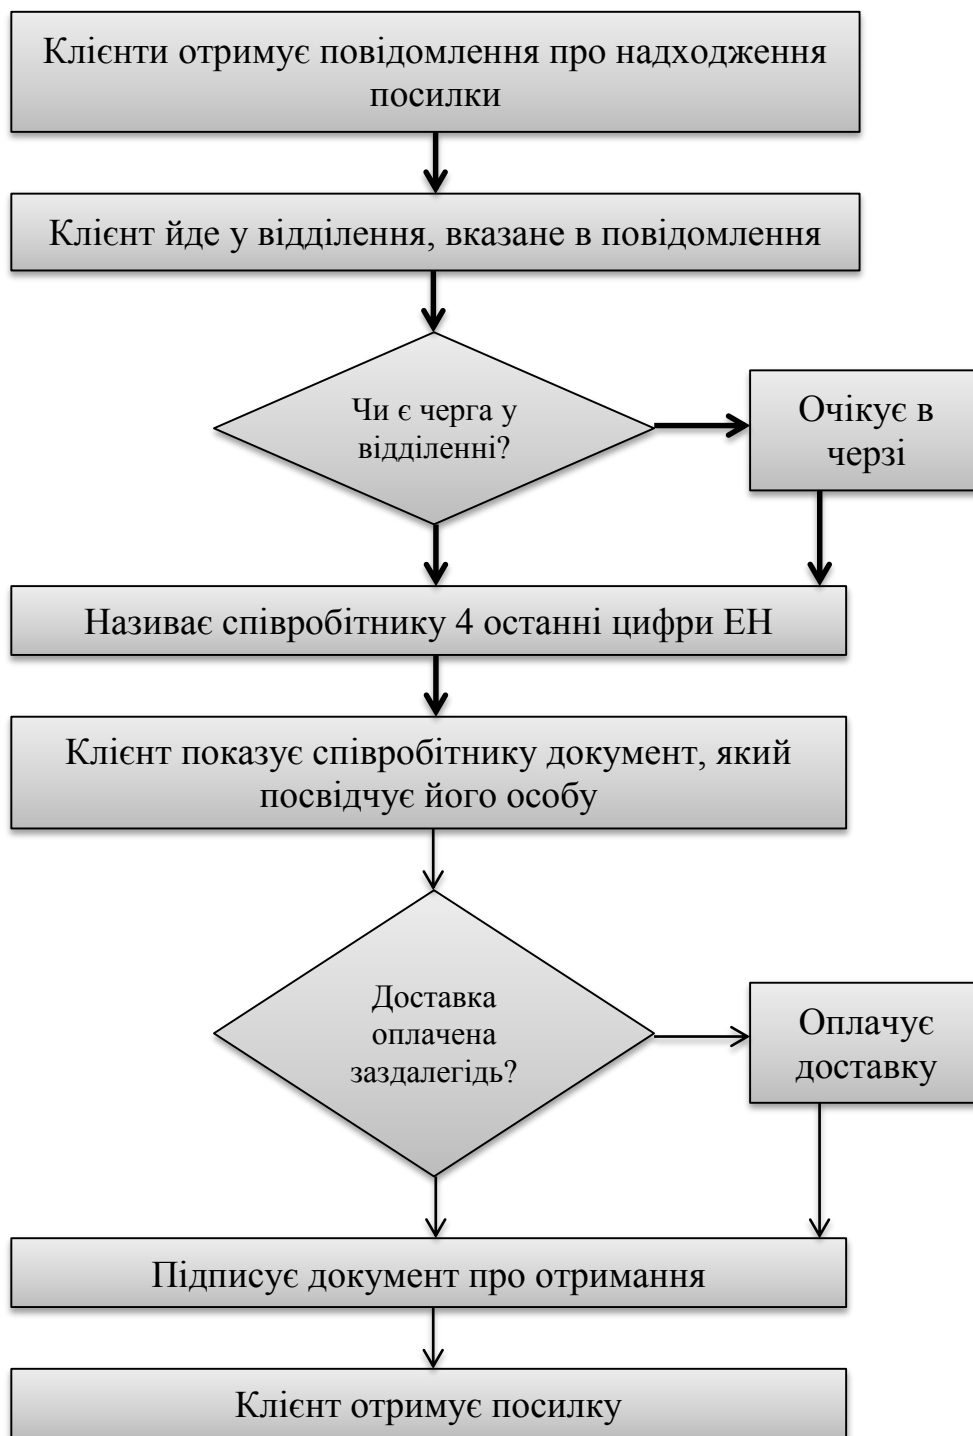 Клієнти отримує повідомлення про надходження
посилки
Клієнт йде у відділення, вказане в повідомлення
Чи є черга у
відділенні?
Очікує в
черзі
Називає співробітнику 4 останні цифри ЕН
Клієнт показує співробітнику документ, який
посвідчує його особу
Доставка
оплачена
заздалегідь?
Оплачує
доставку
Підписує документ про отримання
Клієнт отримує посилку